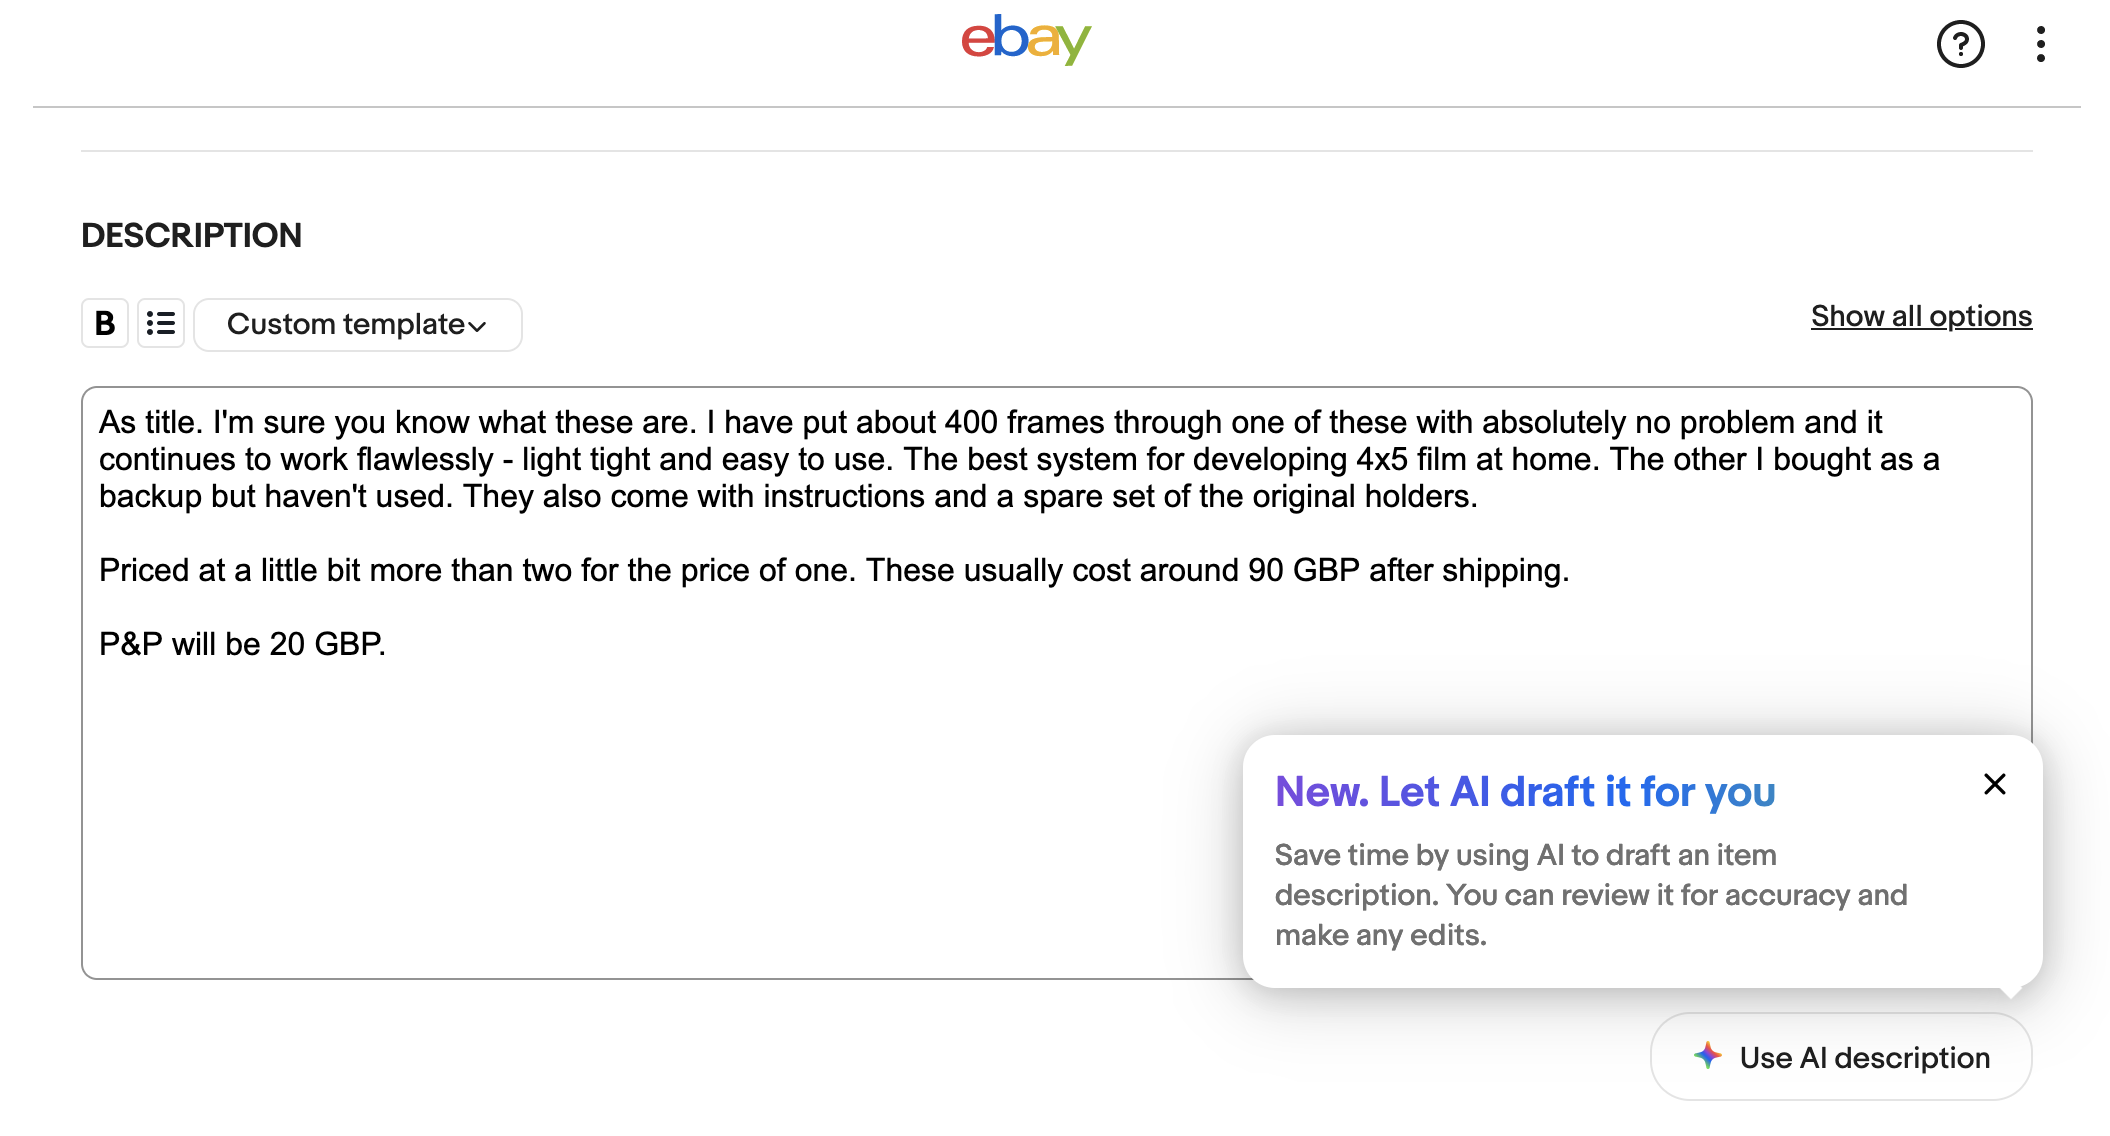 ebay
?
DESCRIPTION
B
Custom template
Show all options
As title. I'm sure you know what these are. I have put about 400 frames through one of these with absolutely no problem and it
continues to work flawlessly - light tight and easy to use. The best system for developing 4x5 film at home. The other I bought as a
backup but haven't used. They also come with instructions and a spare set of the original holders.
Priced at a little bit more than two for the price of one. These usually cost around 90 GBP after shipping.
P&P will be 20 GBP.
New. Let AI draft it for you
Save time by using AI to draft an item
description. You can review it for accuracy and
make any edits.
Use AI description